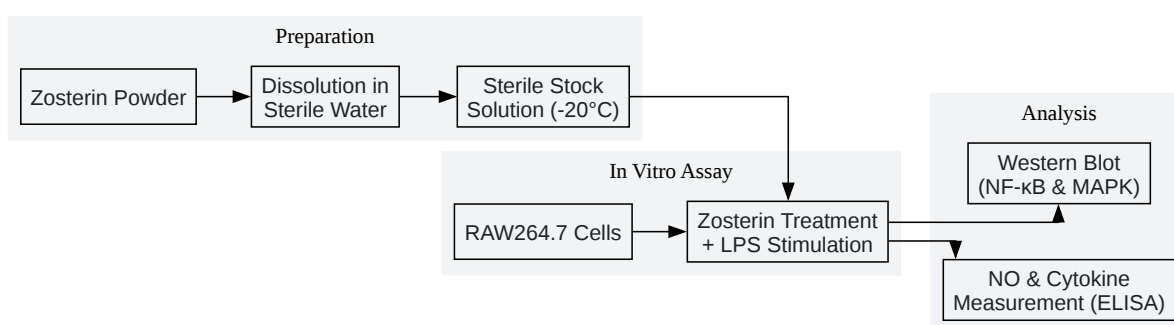 Preparation
Zosterin Powder
Dissolution in
Sterile Water
Sterile Stock
Solution (-20°C)
In Vitro Assay
RAW264.7 Cells
Zosterin Treatment
+ LPS Stimulation
Analysis
Western Blot
(NF-κB & MAPK)
NO & Cytokine
Measurement (ELISA)